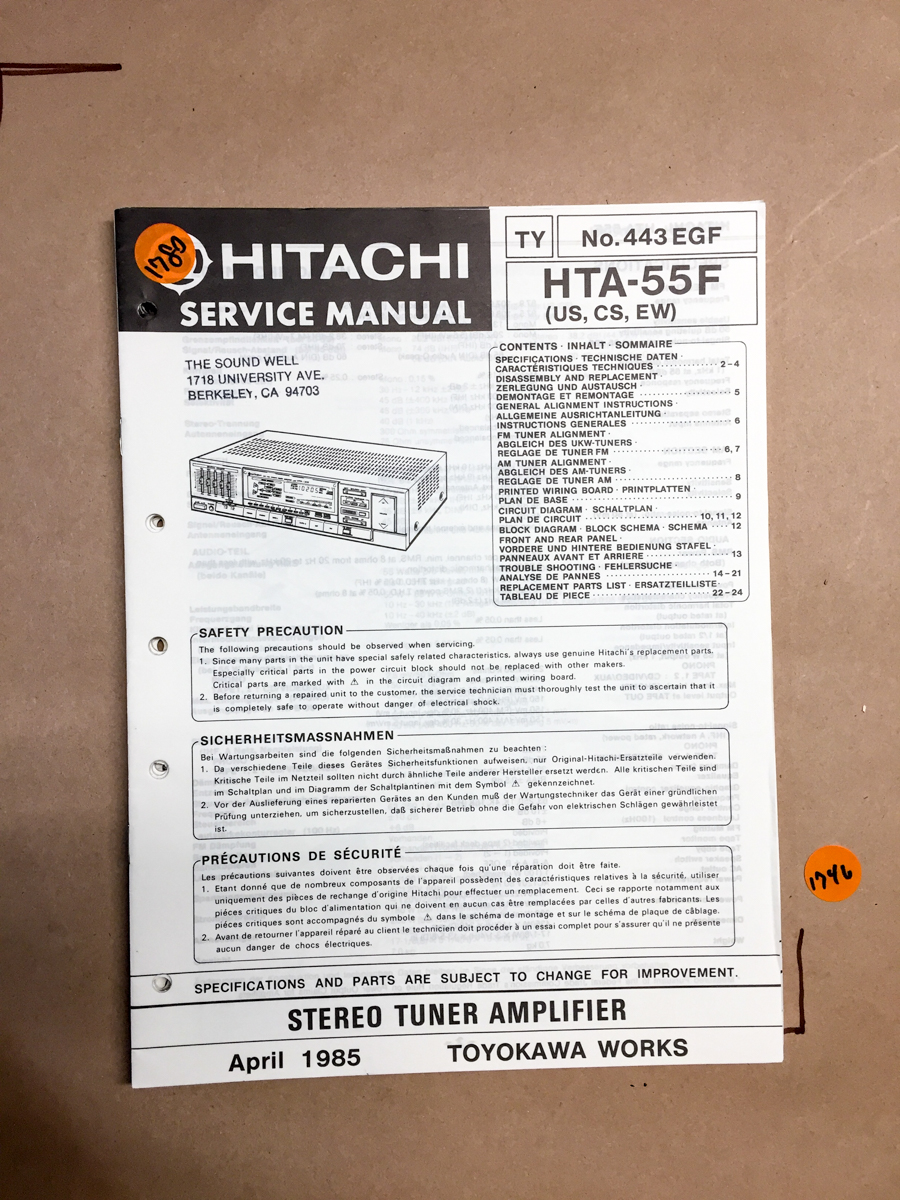 1780
HITACHI
SERVICE MANUAL
TY
No. 443 EGF
HTA-55F
(US, CS, EW)
THE SOUND WELL
1718 UNIVERSITY AVE.
BERKELEY, CA 94703
CONTENTS · INHALT · SOMMAIRE
SPECIFICATIONS · TECHNISCHE DATEN ·
CARACTÉRISTIQUES TECHNIQUES ············· 2–4
DISASSEMBLY AND REPLACEMENT ·
ZERLEGUNG UND AUSTAUSCH ·
DEMONTAGE ET REMONTAGE ················· 5
GENERAL ALIGNMENT INSTRUCTIONS ·
ALLGEMEINE AUSRICHTANLEITUNG ·
INSTRUCTIONS GENERALES ··················· 6
FM TUNER ALIGNMENT ·
ABGLEICH DES UKW-TUNERS ·
REGLAGE DE TUNER FM ····················· 6, 7
AM TUNER ALIGNMENT ·
ABGLEICH DES AM-TUNERS ·
REGLAGE DE TUNER AM ····················· 8
PRINTED WIRING BOARD · PRINTPLATTEN ·
PLAN DE BASE ····························· 9
CIRCUIT DIAGRAM · SCHALTPLAN ·
PLAN DE CIRCUIT ····················· 10, 11, 12
BLOCK DIAGRAM · BLOCK SCHEMA · SCHEMA ···· 12
FRONT AND REAR PANEL ·
VORDERE UND HINTERE BEDIENUNG STAFEL ·
PANNEAUX AVANT ET ARRIERE ··············· 13
TROUBLE SHOOTING · FEHLERSUCHE ·
ANALYSE DE PANNES ··················· 14–21
REPLACEMENT PARTS LIST · ERSATZTEILLISTE ·
TABLEAU DE PIECE ····················· 22–24
SAFETY PRECAUTION
The following precautions should be observed when servicing.
1. Since many parts in the unit have special safety related characteristics, always use genuine Hitachi's replacement parts.
Especially critical parts in the power circuit block should not be replaced with other makers.
Critical parts are marked with ⚠ in the circuit diagram and printed wiring board.
2. Before returning a repaired unit to the customer, the service technician must thoroughly test the unit to ascertain that it
is completely safe to operate without danger of electrical shock.
SICHERHEITSMASSNAHMEN
Bei Wartungsarbeiten sind die folgenden Sicherheitsmaßnahmen zu beachten :
1. Da verschiedene Teile dieses Gerätes Sicherheitsfunktionen aufweisen, nur Original-Hitachi-Ersatzteile verwenden.
Kritische Teile im Netzteil sollten nicht durch ähnliche Teile anderer Hersteller ersetzt werden. Alle kritischen Teile sind
im Schaltplan und im Diagramm der Schaltplantinen mit dem Symbol ⚠ gekennzeichnet.
2. Vor der Auslieferung eines reparierten Gerätes an den Kunden muß der Wartungstechniker das Gerät einer gründlichen
Prüfung unterziehen, um sicherzustellen, daß sicherer Betrieb ohne die Gefahr von elektrischen Schlägen gewährleistet
ist.
PRÉCAUTIONS DE SÉCURITÉ
Les précautions suivantes doivent être observées chaque fois qu'une réparation doit être faite.
1. Etant donné que de nombreux composants de l'appareil possèdent des caractéristiques relatives à la sécurité, utiliser
uniquement des pièces de rechange d'origine Hitachi pour effectuer un remplacement. Ceci se rapporte notamment aux
piéces critiques du bloc d'alimentation qui ne doivent en aucun cas être remplacées par celles d'autres fabricants. Les
piéces critiques sont accompagnés du symbole ⚠ dans le schéma de montage et sur le schéma de plaque de câblage.
2. Avant de retourner l'appareil réparé au client le technicien doit procéder à un essai complet pour s'assurer qu'il ne présente
aucun danger de chocs électriques.
1746
SPECIFICATIONS AND PARTS ARE SUBJECT TO CHANGE FOR IMPROVEMENT.
STEREO TUNER AMPLIFIER
April 1985 TOYOKAWA WORKS